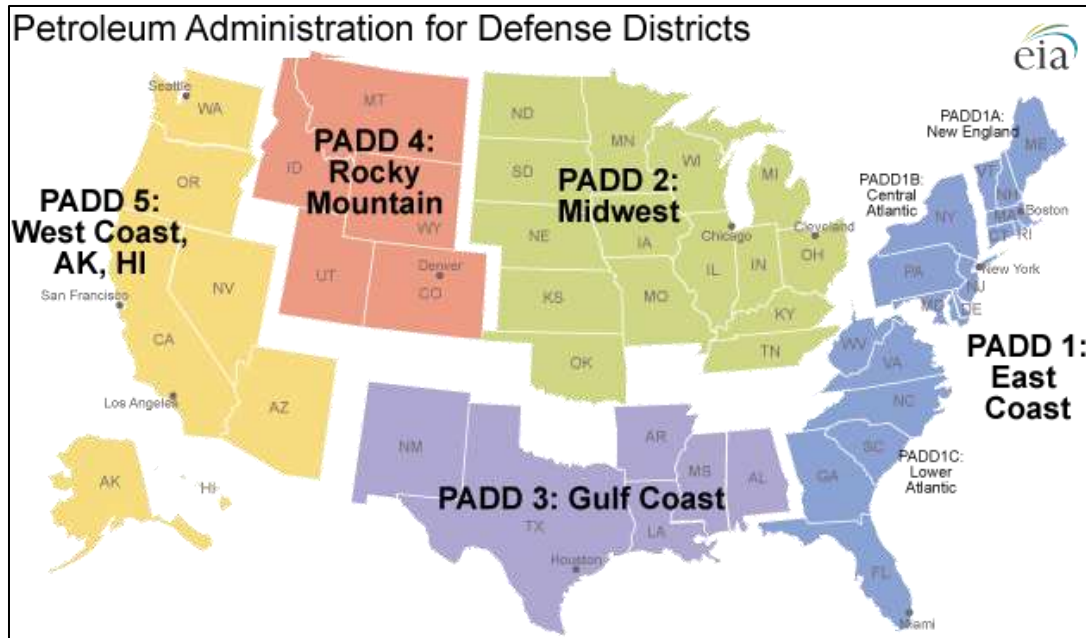 Petroleum Administration for Defense Districts
eia
Seattle
WA
MT
ND
MN
PADD1A:
New England
ME
PADD 4:
Rocky
Mountain
ID
OR
SD
WI
MI
VT
NH
PADD 5:
West Coast,
AK, HI
PADD 2:
Midwest
PADD1B:
Central
Atlantic
NY
MA
Boston
CT
RI
WY
NE
IA
Chicago
Cleveland
San Francisco
NV
UT
Denver
CO
IL
IN
OH
PA
New York
NJ
KS
MO
MD
DE
CA
KY
WV
VA
PADD 1:
East
Coast
OK
TN
Los Angeles
AZ
NC
NM
AR
SC
PADD1C:
Lower
Atlantic
AK
HI
MS
AL
GA
PADD 3: Gulf Coast
TX
LA
Houston
FL
Miami